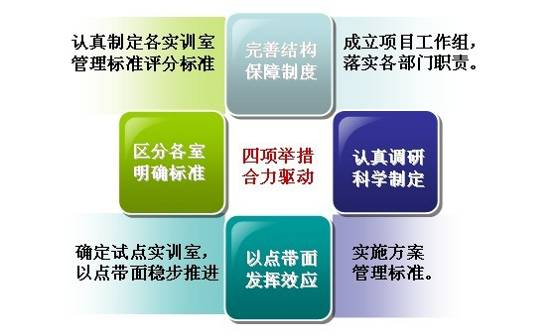 认真制定各实训室
管理标准评分标准
完善结构
保障制度
成立项目工作组，
落实各部门职责。
区分各室
明确标准
四项举措
合力驱动
认真调研
科学制定
确定试点实训室，
以点带面稳步推进
以点带面
发挥效应
实施方案
管理标准。